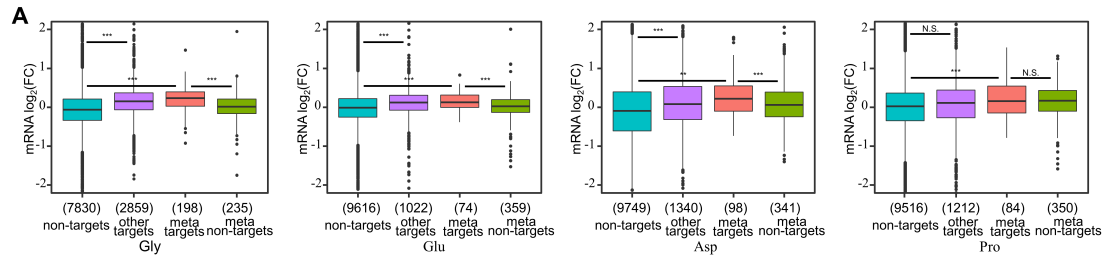 A
mRNA log2(FC)
2
1
0
-1
-2
***
***
***
(7830)
(2859)
(198)
(235)
non-targets
other
targets
meta
targets
meta
non-targets
Gly
mRNA log2(FC)
2
1
0
-1
-2
***
***
***
(9616)
(1022)
(74)
(359)
non-targets
other
targets
meta
targets
meta
non-targets
Glu
mRNA log2(FC)
2
1
0
-1
-2
***
**
***
(9749)
(1340)
(98)
(341)
non-targets
other
targets
meta
targets
meta
non-targets
Asp
mRNA log2(FC)
2
1
0
-1
-2
N.S.
***
N.S.
(9516)
(1212)
(84)
(350)
non-targets
other
targets
meta
targets
meta
non-targets
Pro